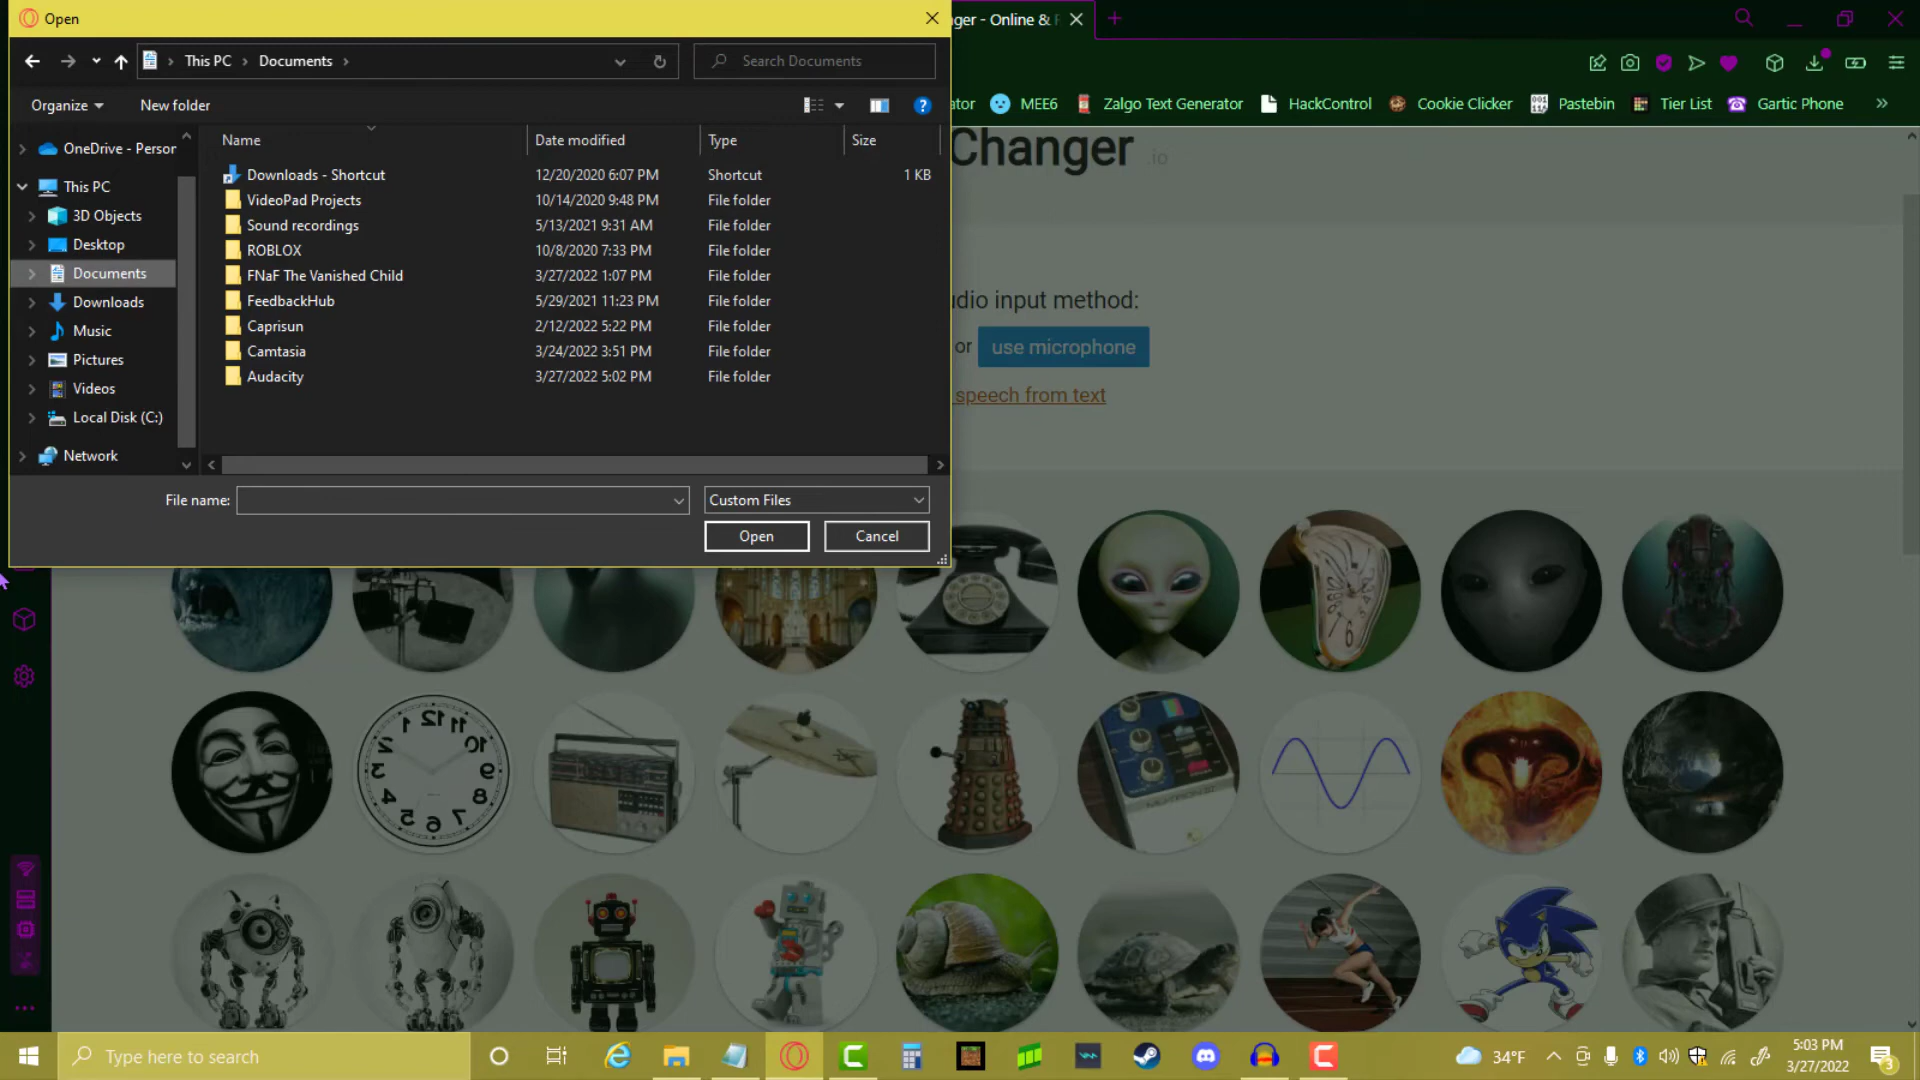 Open
ger - Online &
This PC
Documents
Search Documents
Organize
New folder
ator
MEE6
Zalgo Text Generator
HackControl
Cookie Clicker
Pastebin
Tier List
Gartic Phone
Name
Date modified
Type
Size
OneDrive - Person
This PC
3D Objects
Desktop
Documents
Downloads
Music
Pictures
Videos
Local Disk (C:)
Network
Downloads - Shortcut 12/20/2020 6:07 PM Shortcut 1 KB
VideoPad Projects 10/14/2020 9:48 PM File folder
Sound recordings 5/13/2021 9:31 AM File folder
ROBLOX 10/8/2020 7:33 PM File folder
FNaF The Vanished Child 3/27/2022 1:07 PM File folder
FeedbackHub 5/29/2021 11:23 PM File folder
Caprisun 2/12/2022 5:22 PM File folder
Camtasia 3/24/2022 3:51 PM File folder
Audacity 3/27/2022 5:02 PM File folder
File name:
Custom Files
Open
Cancel
Changer .io
udio input method:
or use microphone
speech from text
Type here to search
34°F
5:03 PM
3/27/2022
3